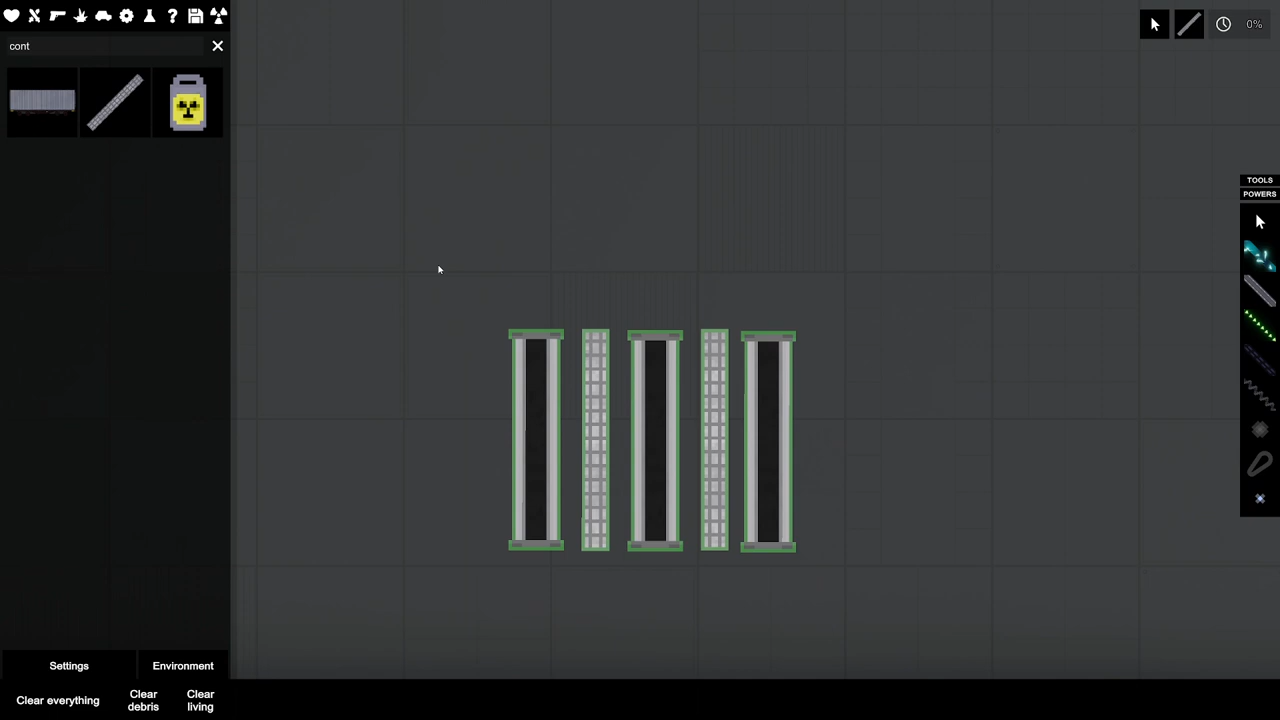 cont
0%
TOOLS
POWERS
Settings
Environment
Clear everything
Clear
debris
Clear
living